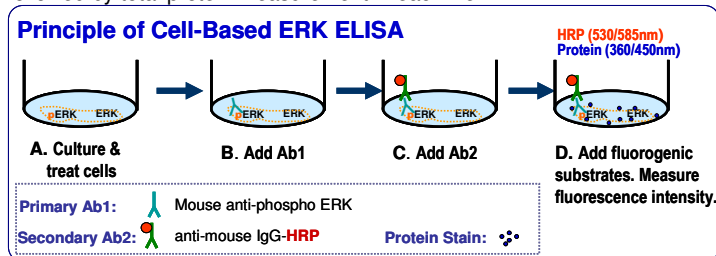 Principle of Cell-Based ERK ELISA
HRP (530/585nm)
Protein (360/450nm)
pERK ERK
pERK ERK
pERK ERK
pERK ERK
A. Culture &
treat cells
B. Add Ab1
C. Add Ab2
D. Add fluorogenic
substrates. Measure
fluorescence intensity.
Primary Ab1: Mouse anti-phospho ERK
Secondary Ab2: anti-mouse IgG-HRP Protein Stain: